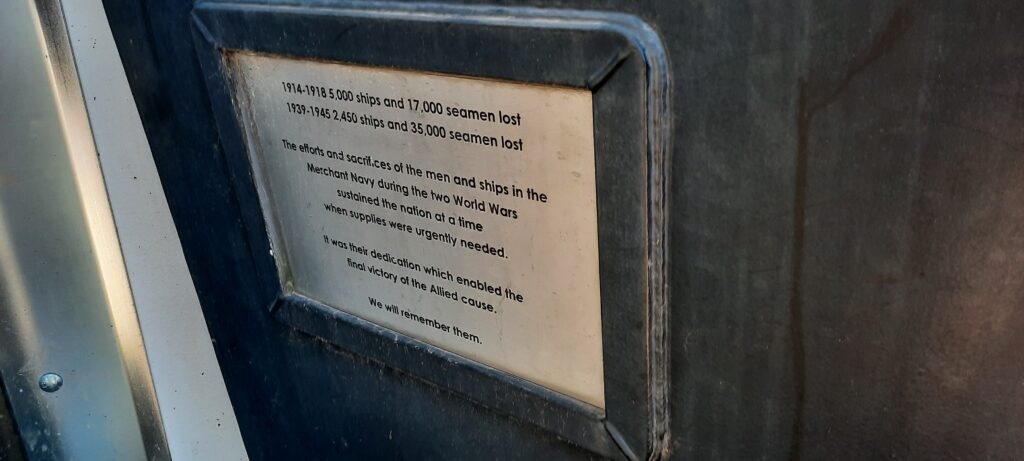 1914-1918 5,000 ships and 17,000 seamen lost
1939-1945 2,450 ships and 35,000 seamen lost
The efforts and sacrifices of the men and ships in the
Merchant Navy during the two World Wars
sustained the nation at a time
when supplies were urgently needed.
It was their dedication which enabled the
final victory of the Allied cause.
We will remember them.